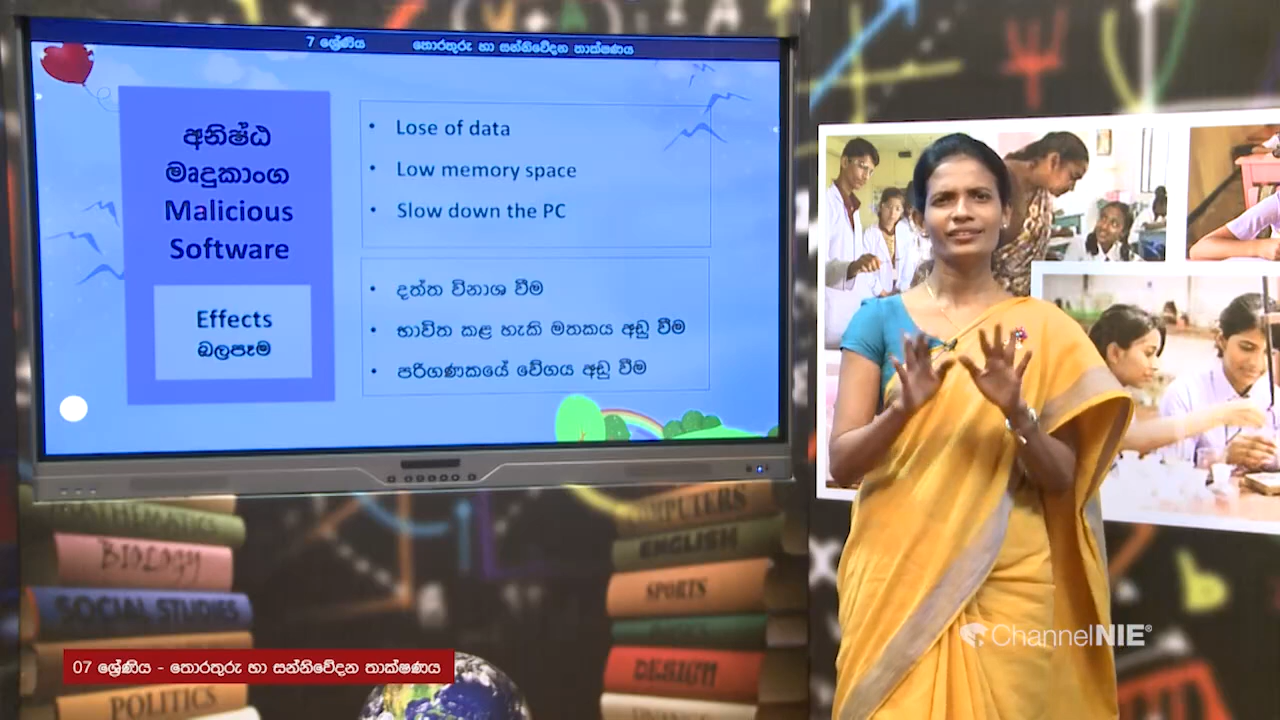 7 ශ්‍රේණිය තොරතුරු හා සන්නිවේදන තාක්ෂණය
අනිෂ්ඨ
මෘදුකාංග
Malicious
Software
Effects
බලපෑම
• Lose of data
• Low memory space
• Slow down the PC
• දත්ත විනාශ වීම
• භාවිත කළ හැකි මතකය අඩු වීම
• පරිගණකයේ වේගය අඩු වීම
MATHEMATICS
BIOLOGY
SOCIAL STUDIES
POLITICS
COMPUTERS
ENGLISH
SPORTS
DESIGN
07 ශ්‍රේණිය - තොරතුරු හා සන්නිවේදන තාක්ෂණය
ChannelNIE®